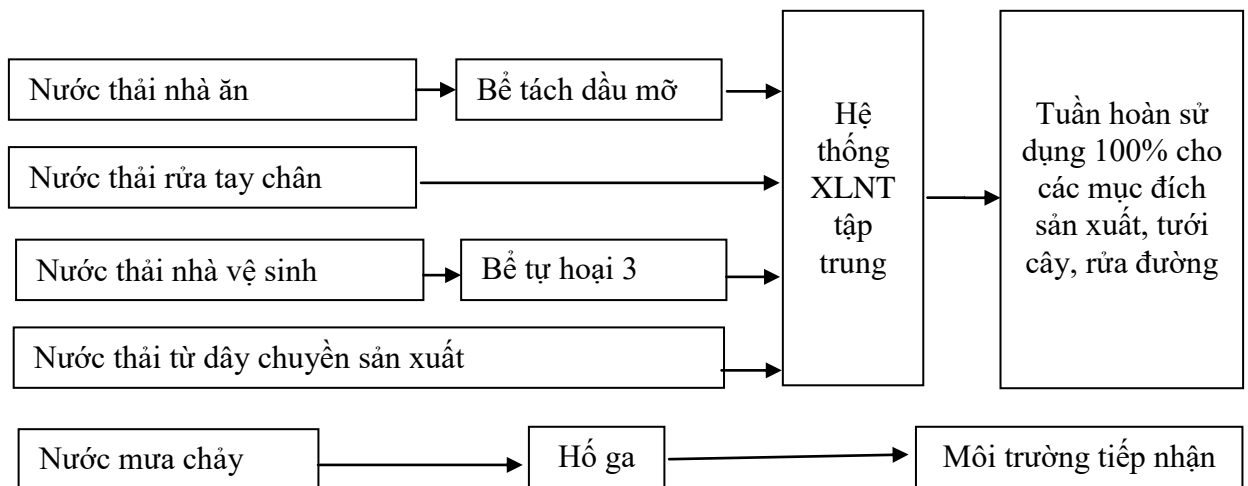 Nước thải nhà ăn
Bể tách dầu mỡ
Nước thải rửa tay chân
Nước thải nhà vệ sinh
Bể tự hoại 3
Nước thải từ dây chuyền sản xuất
Hệ
thống
XLNT
tập
trung
Tuần hoàn sử
dụng 100% cho
các mục đích
sản xuất, tưới
cây, rửa đường
Nước mưa chảy
Hố ga
Môi trường tiếp nhận